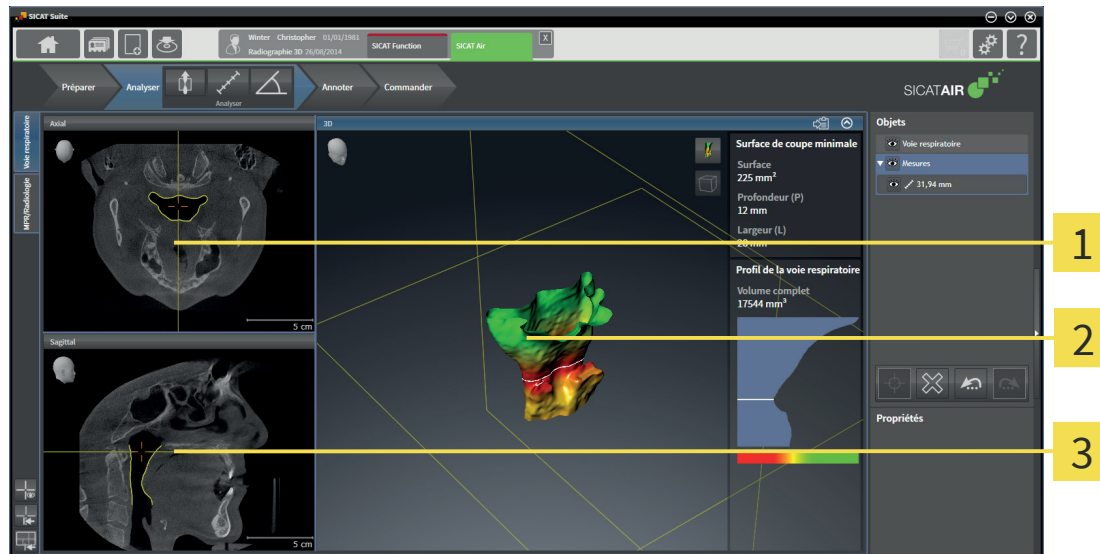 SICAT Suite
Winter Christopher 01/01/1981
Radiographie 3D 26/08/2014
SICAT Function
SICAT Air
X
?
Préparer
Analyser
Analyser
Annoter
Commander
SICATAIR
Voie respiratoire
MPR/Radiologie
Axial
5 cm
1
Sagittal
5 cm
3D
Surface de coupe minimale
Surface
225 mm²
Profondeur (P)
12 mm
Largeur (L)
28 mm
Profil de la voie respiratoire
Volume complet
17544 mm³
Objets
Voie respiratoire
Mesures
31,94 mm
2
Propriétés
3